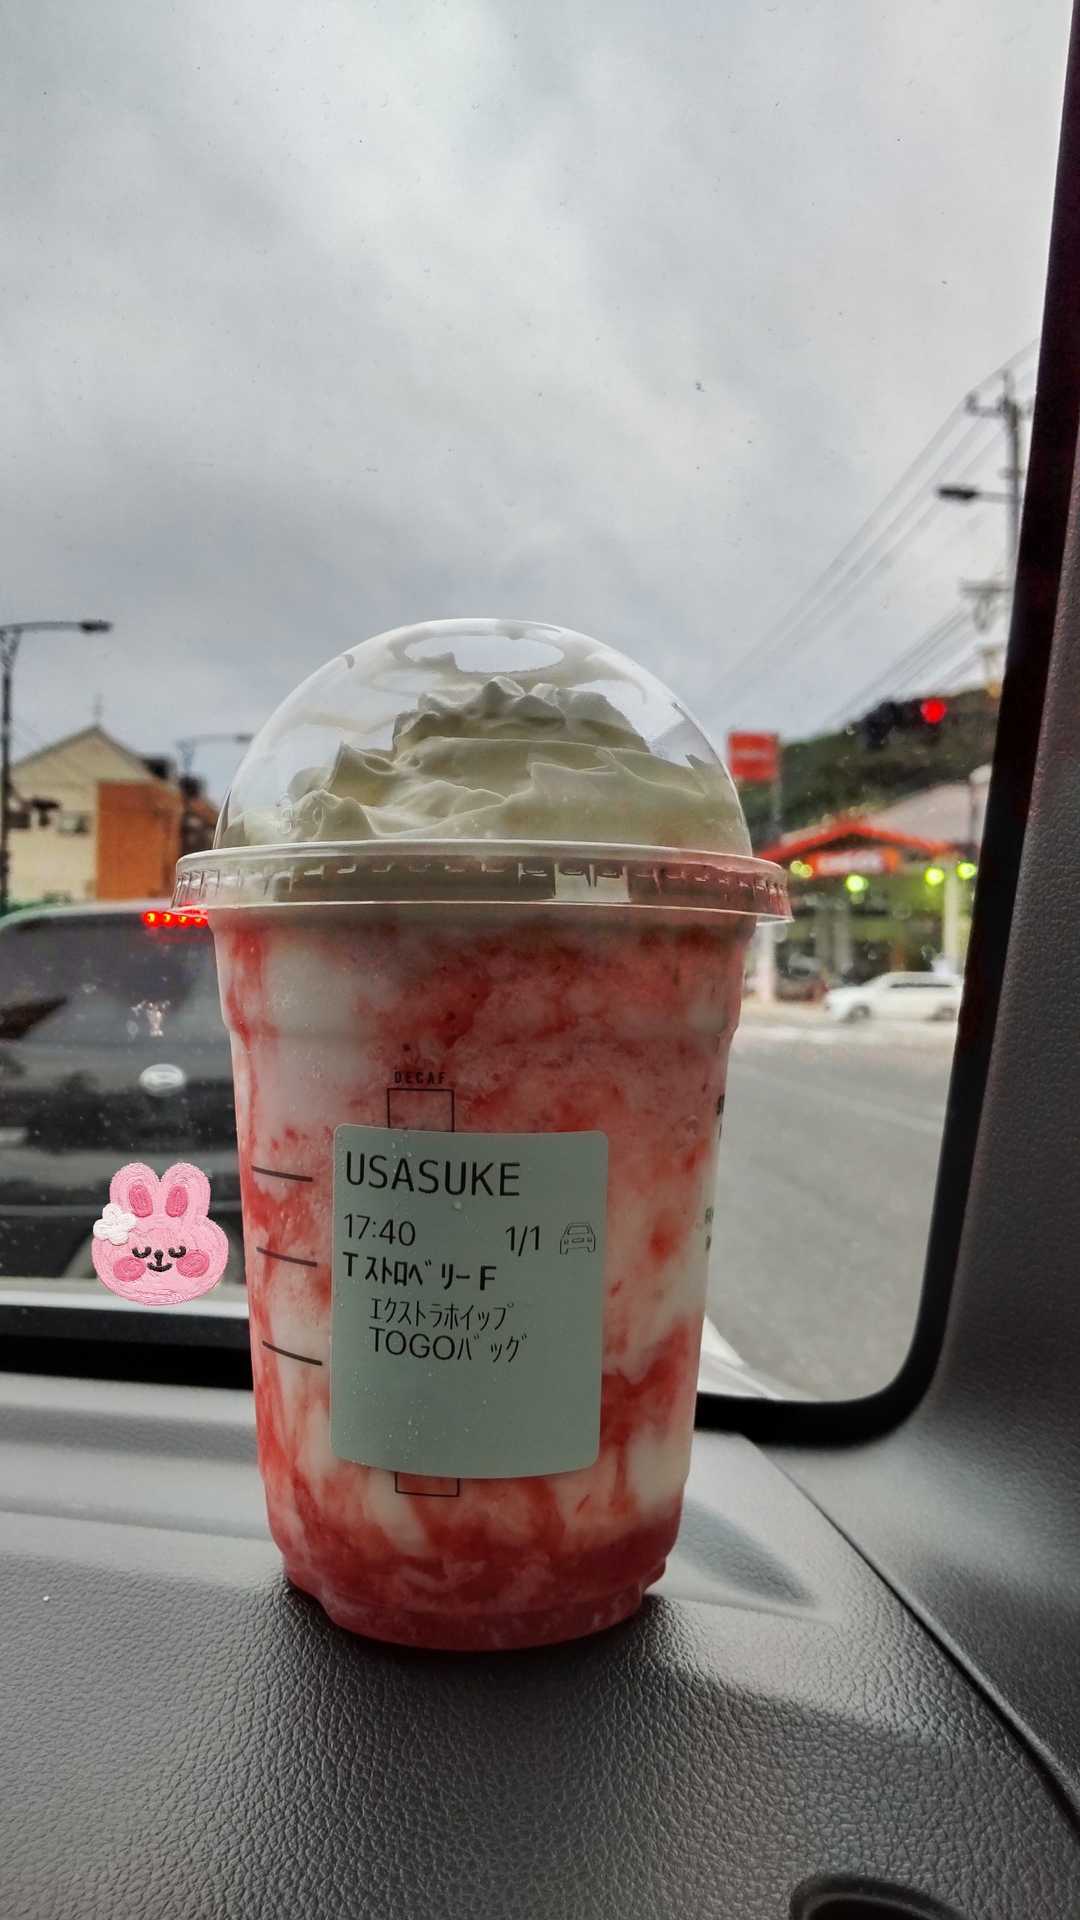 DECAF
USASUKE
17:40 1/1
T ストロベリーF
エクストラホイップ
TOGOバッグ